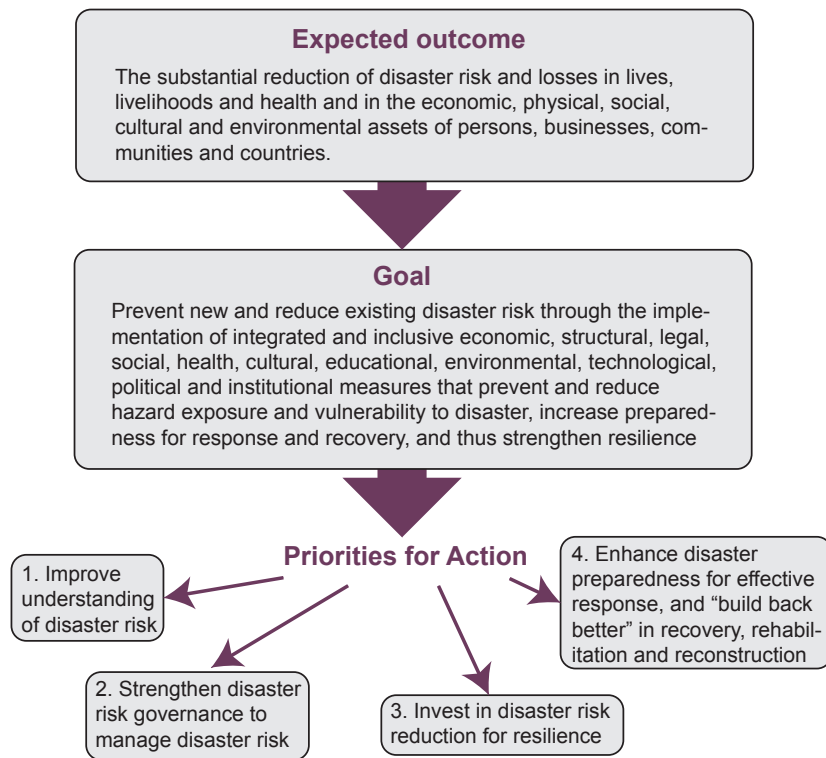 Expected outcome
The substantial reduction of disaster risk and losses in lives,
livelihoods and health and in the economic, physical, social,
cultural and environmental assets of persons, businesses, com-
munities and countries.
Goal
Prevent new and reduce existing disaster risk through the imple-
mentation of integrated and inclusive economic, structural, legal,
social, health, cultural, educational, environmental, technological,
political and institutional measures that prevent and reduce
hazard exposure and vulnerability to disaster, increase prepared-
ness for response and recovery, and thus strengthen resilience
Priorities for Action
1. Improve
understanding
of disaster risk
2. Strengthen disaster
risk governance to
manage disaster risk
3. Invest in disaster risk
reduction for resilience
4. Enhance disaster
preparedness for effective
response, and “build back
better” in recovery, rehabi-
litation and reconstruction